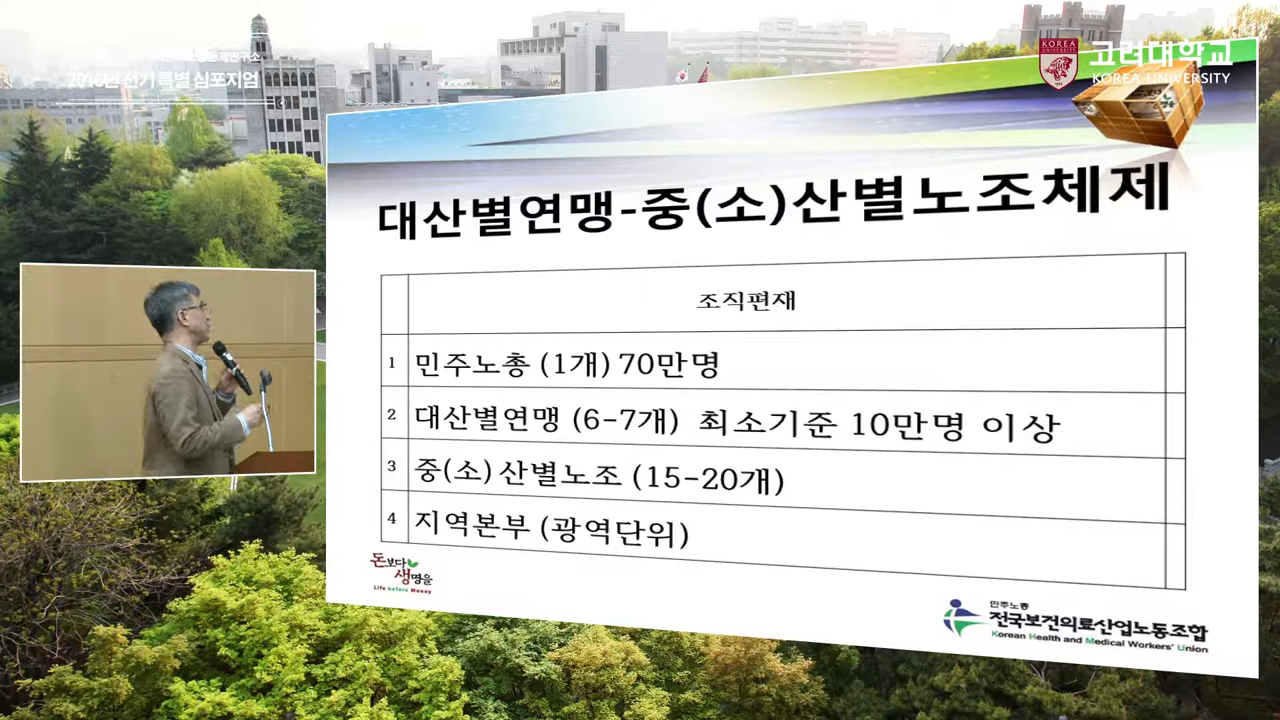 2016년 전기 특별 심포지엄
KOREA
UNIVERSITY
고려대학교
KOREA UNIVERSITY
대산별연맹-중(소)산별노조체제
조직편재
1 민주노총 (1개) 70만명
2 대산별연맹 (6-7개) 최소기준 10만명 이상
3 중(소) 산별노조 (15-20개)
4 지역본부 (광역단위)
돈보다
생명을
Life before Money
민주노총
전국보건의료산업노동조합
Korean Health and Medical Workers' Union